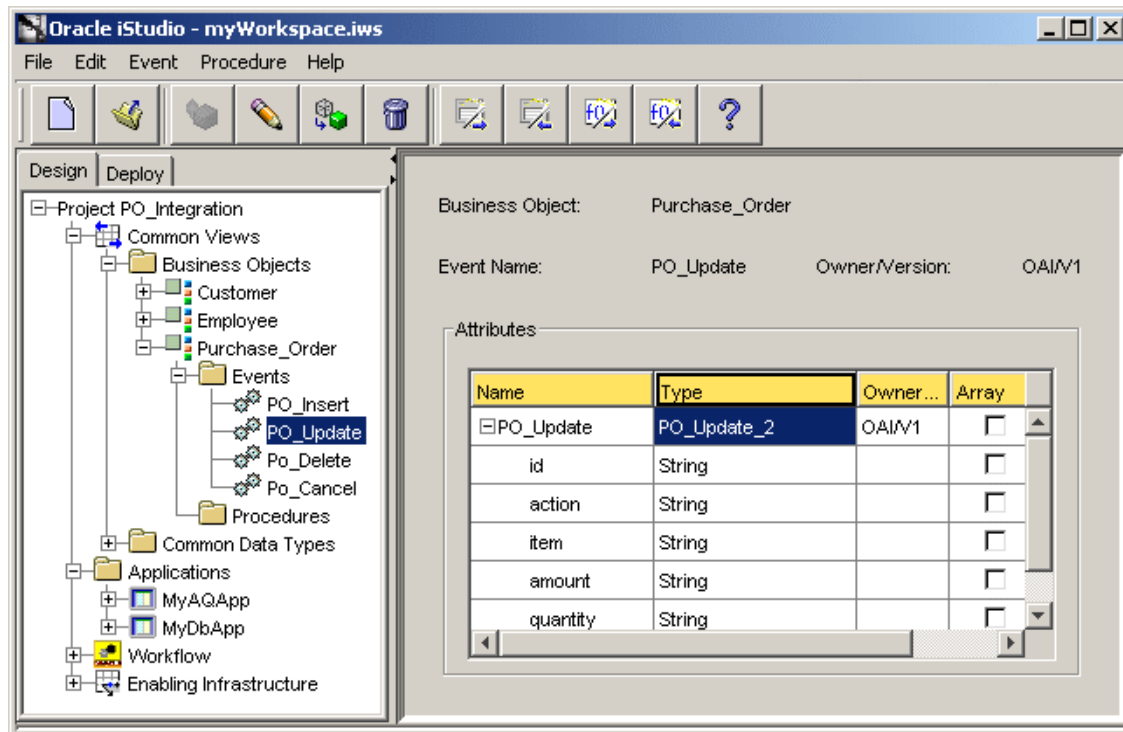 Oracle iStudio - myWorkspace.iws
File Edit Event Procedure Help
f() f() ?
Design Deploy
Project PO_Integration
Common Views
Business Objects
Customer
Employee
Purchase_Order
Events
PO_Insert
PO_Update
Po_Delete
Po_Cancel
Procedures
Common Data Types
Applications
MyAQApp
MyDbApp
Workflow
Enabling Infrastructure
Business Object: Purchase_Order
Event Name: PO_Update Owner/Version: OAI/V1
Attributes
Name Type Owner... Array
PO_Update PO_Update_2 OAI/V1
id String
action String
item String
amount String
quantity String